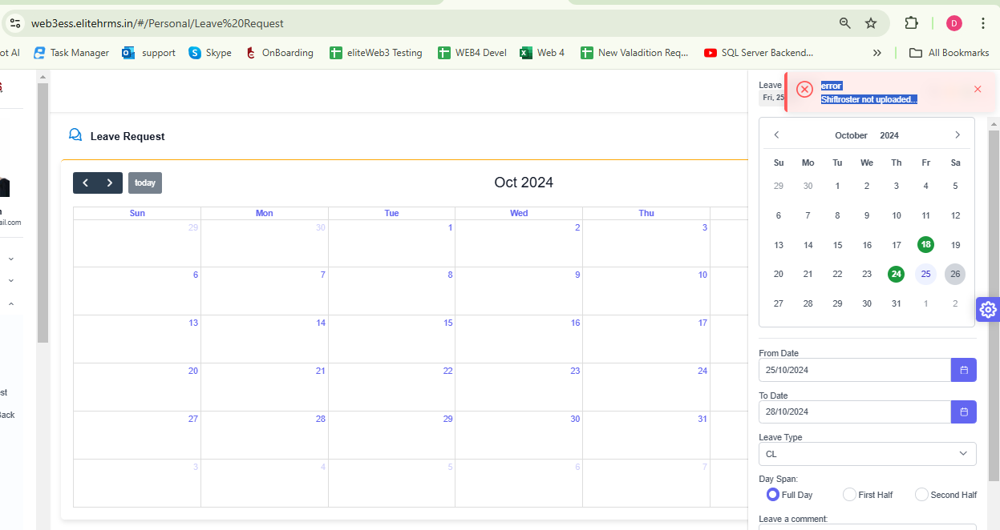 web3ess.elitehrms.in/#/Personal/Leave%20Request
D
ot AI Task Manager support Skype OnBoarding eliteWeb3 Testing WEB4 Devel Web 4 New Valadition Req... SQL Server Backend... All Bookmarks
Leave
Fri, 25
error
Shiftroster not uploaded...
ail.com
est
Back
Leave Request
today
Oct 2024
Sun Mon Tue Wed Thu
29 30 1 2 3
6 7 8 9 10
13 14 15 16 17
20 21 22 23 24
27 28 29 30 31
3 4 5 6 7
October 2024
Su Mo Tu We Th Fr Sa
29 30 1 2 3 4 5
6 7 8 9 10 11 12
13 14 15 16 17 18 19
20 21 22 23 24 25 26
27 28 29 30 31 1 2
From Date
25/10/2024
To Date
28/10/2024
Leave Type
CL
Day Span:
Full Day First Half Second Half
Leave a comment: